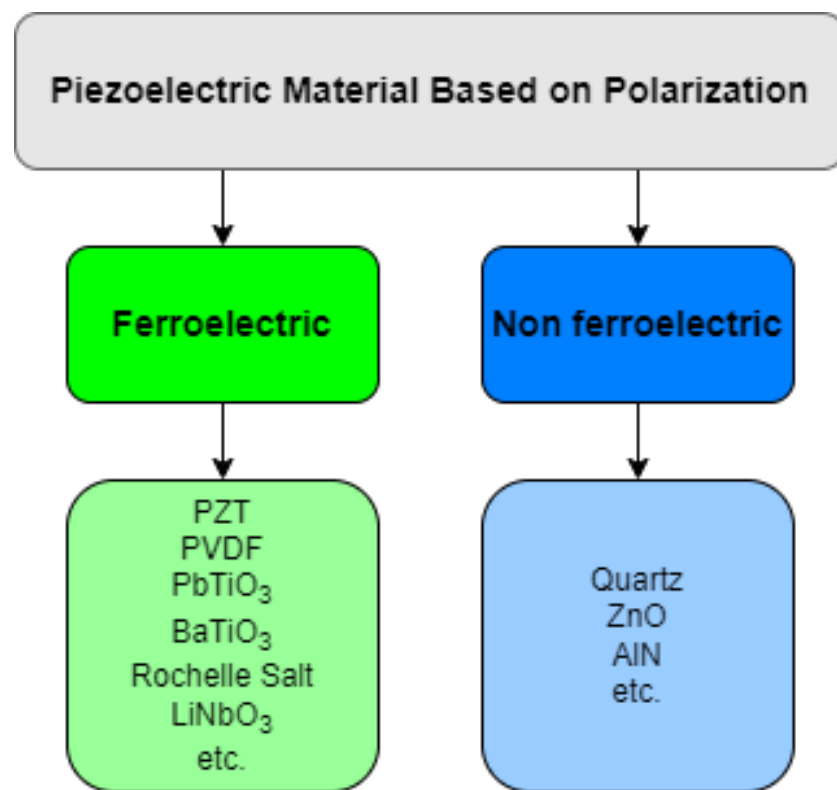 Piezoelectric Material Based on Polarization
Ferroelectric
Non ferroelectric
PZT
PVDF
PbTiO₃
BaTiO₃
Rochelle Salt
LiNbO₃
etc.
Quartz
ZnO
AlN
etc.